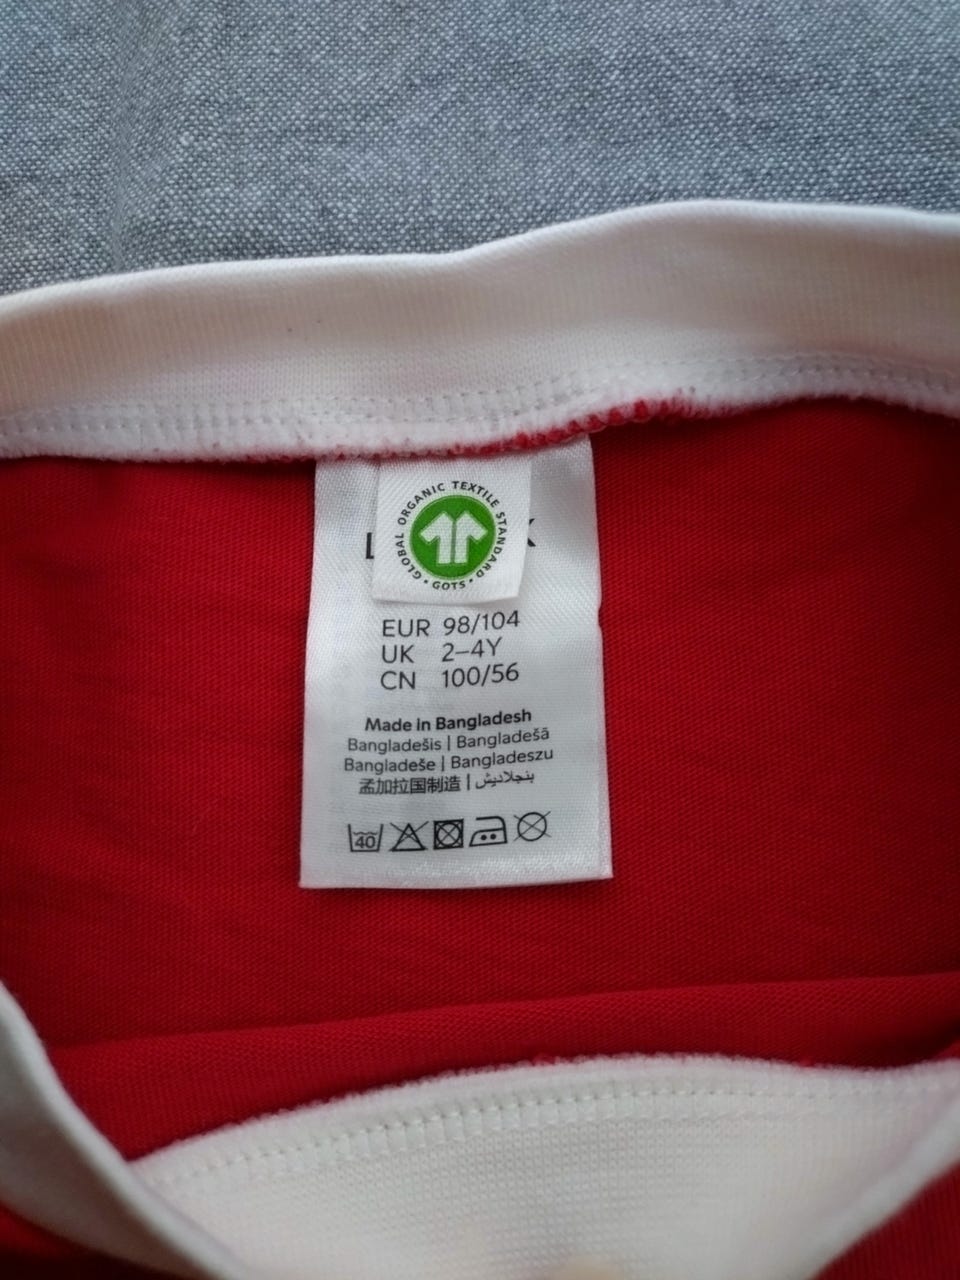 GLOBAL ORGANIC TEXTILE STANDARD • GOTS •
EUR 98/104
UK 2–4Y
CN 100/56
Made in Bangladesh
Bangladešis | Bangladešā
Bangladeše | Bangladeszu
孟加拉国制造 | بنجلاديش
40